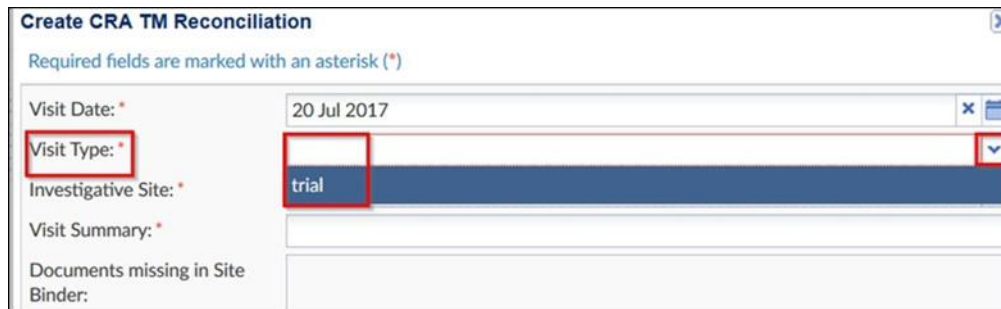 Create CRA TM Reconciliation
Required fields are marked with an asterisk (*)
Visit Date: * 20 Jul 2017
Visit Type: *
trial
Investigative Site: *
Visit Summary: *
Documents missing in Site
Binder: